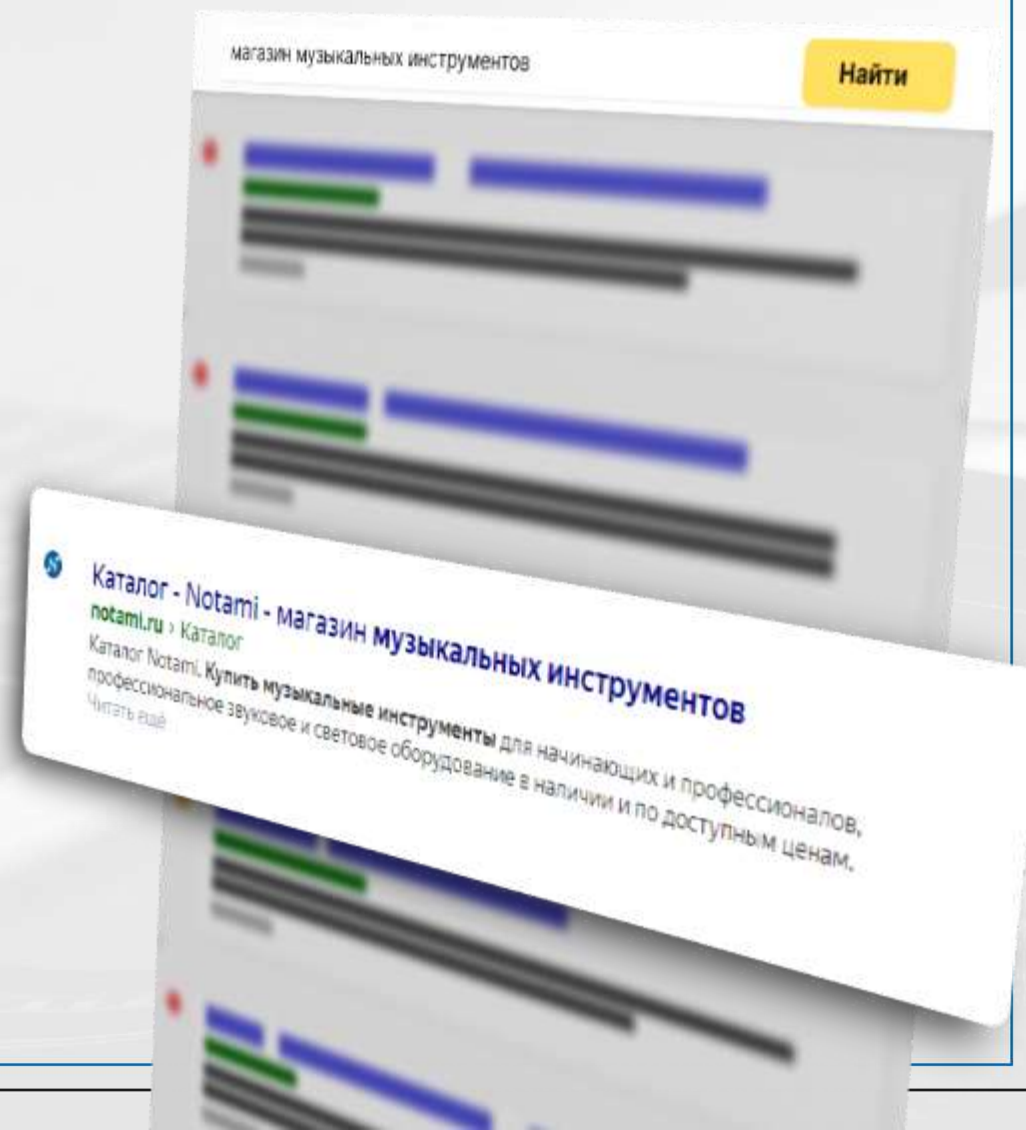 магазин музыкальных инструментов
Найти
Каталог - Notami - магазин музыкальных инструментов
notami.ru › Каталог
Каталог Notami. Купить музыкальные инструменты для начинающих и профессионалов,
профессиональное звуковое и световое оборудование в наличии и по доступным ценам.
Читать ещё